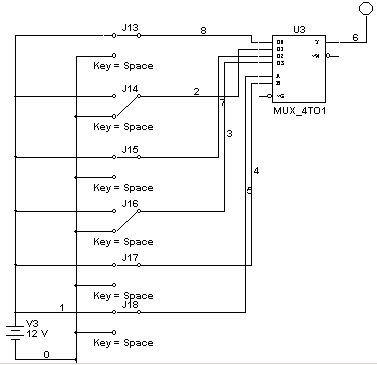 J13
8
U3
6
D0
D1
D2
D3
A
B
Y
~W
~G
MUX_4TO1
Key = Space
J14
2
7
Key = Space
3
J15
4
5
Key = Space
J16
Key = Space
J17
Key = Space
1
J18
V3
12 V
Key = Space
0